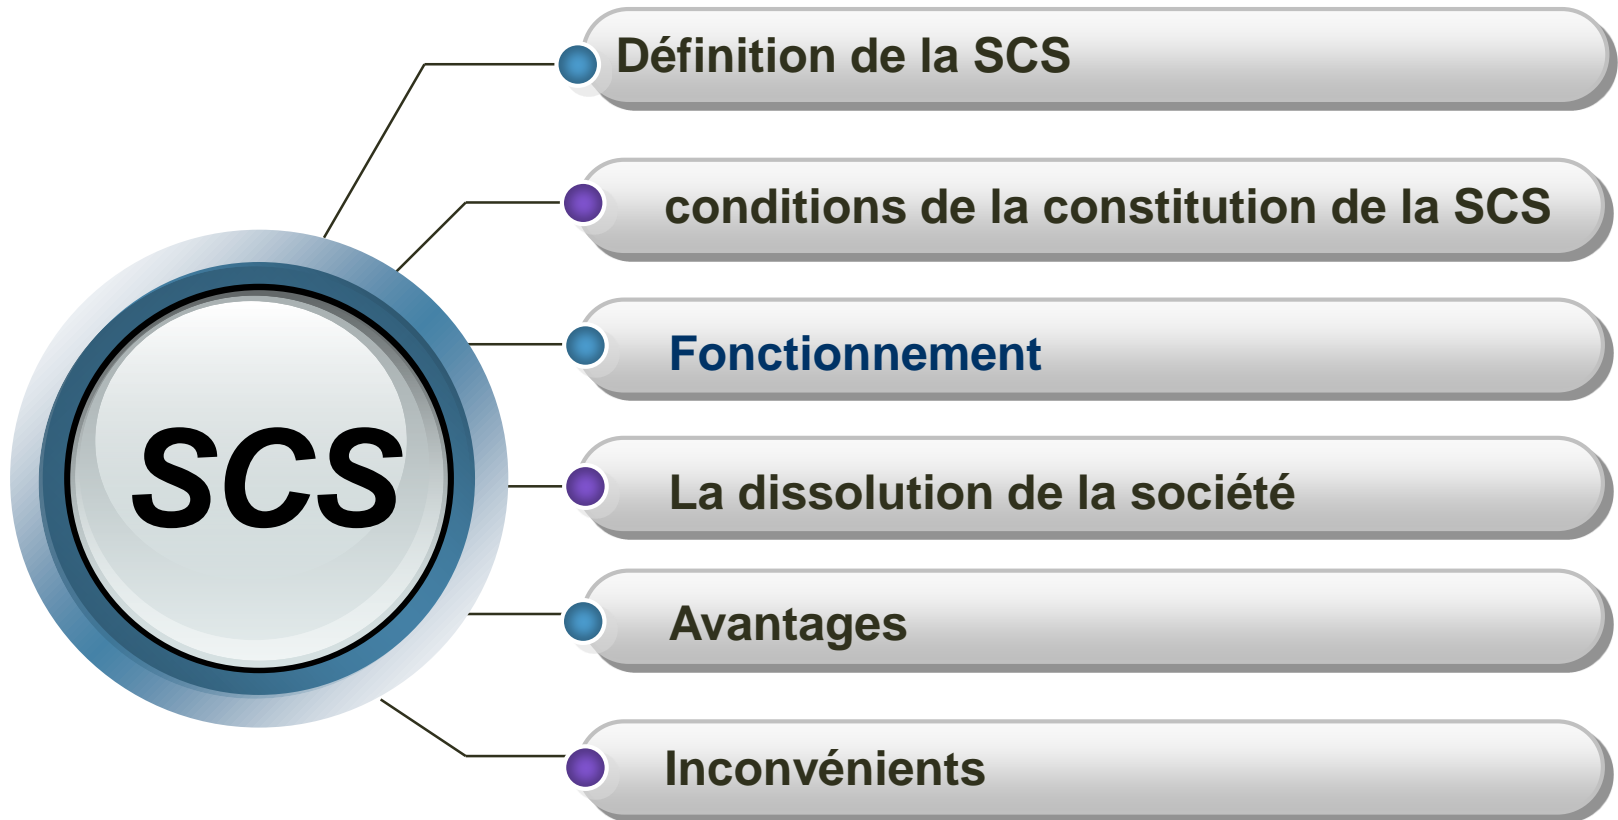 Définition de la SCS
conditions de la constitution de la SCS
Fonctionnement
SCS
La dissolution de la société
Avantages
Inconvénients